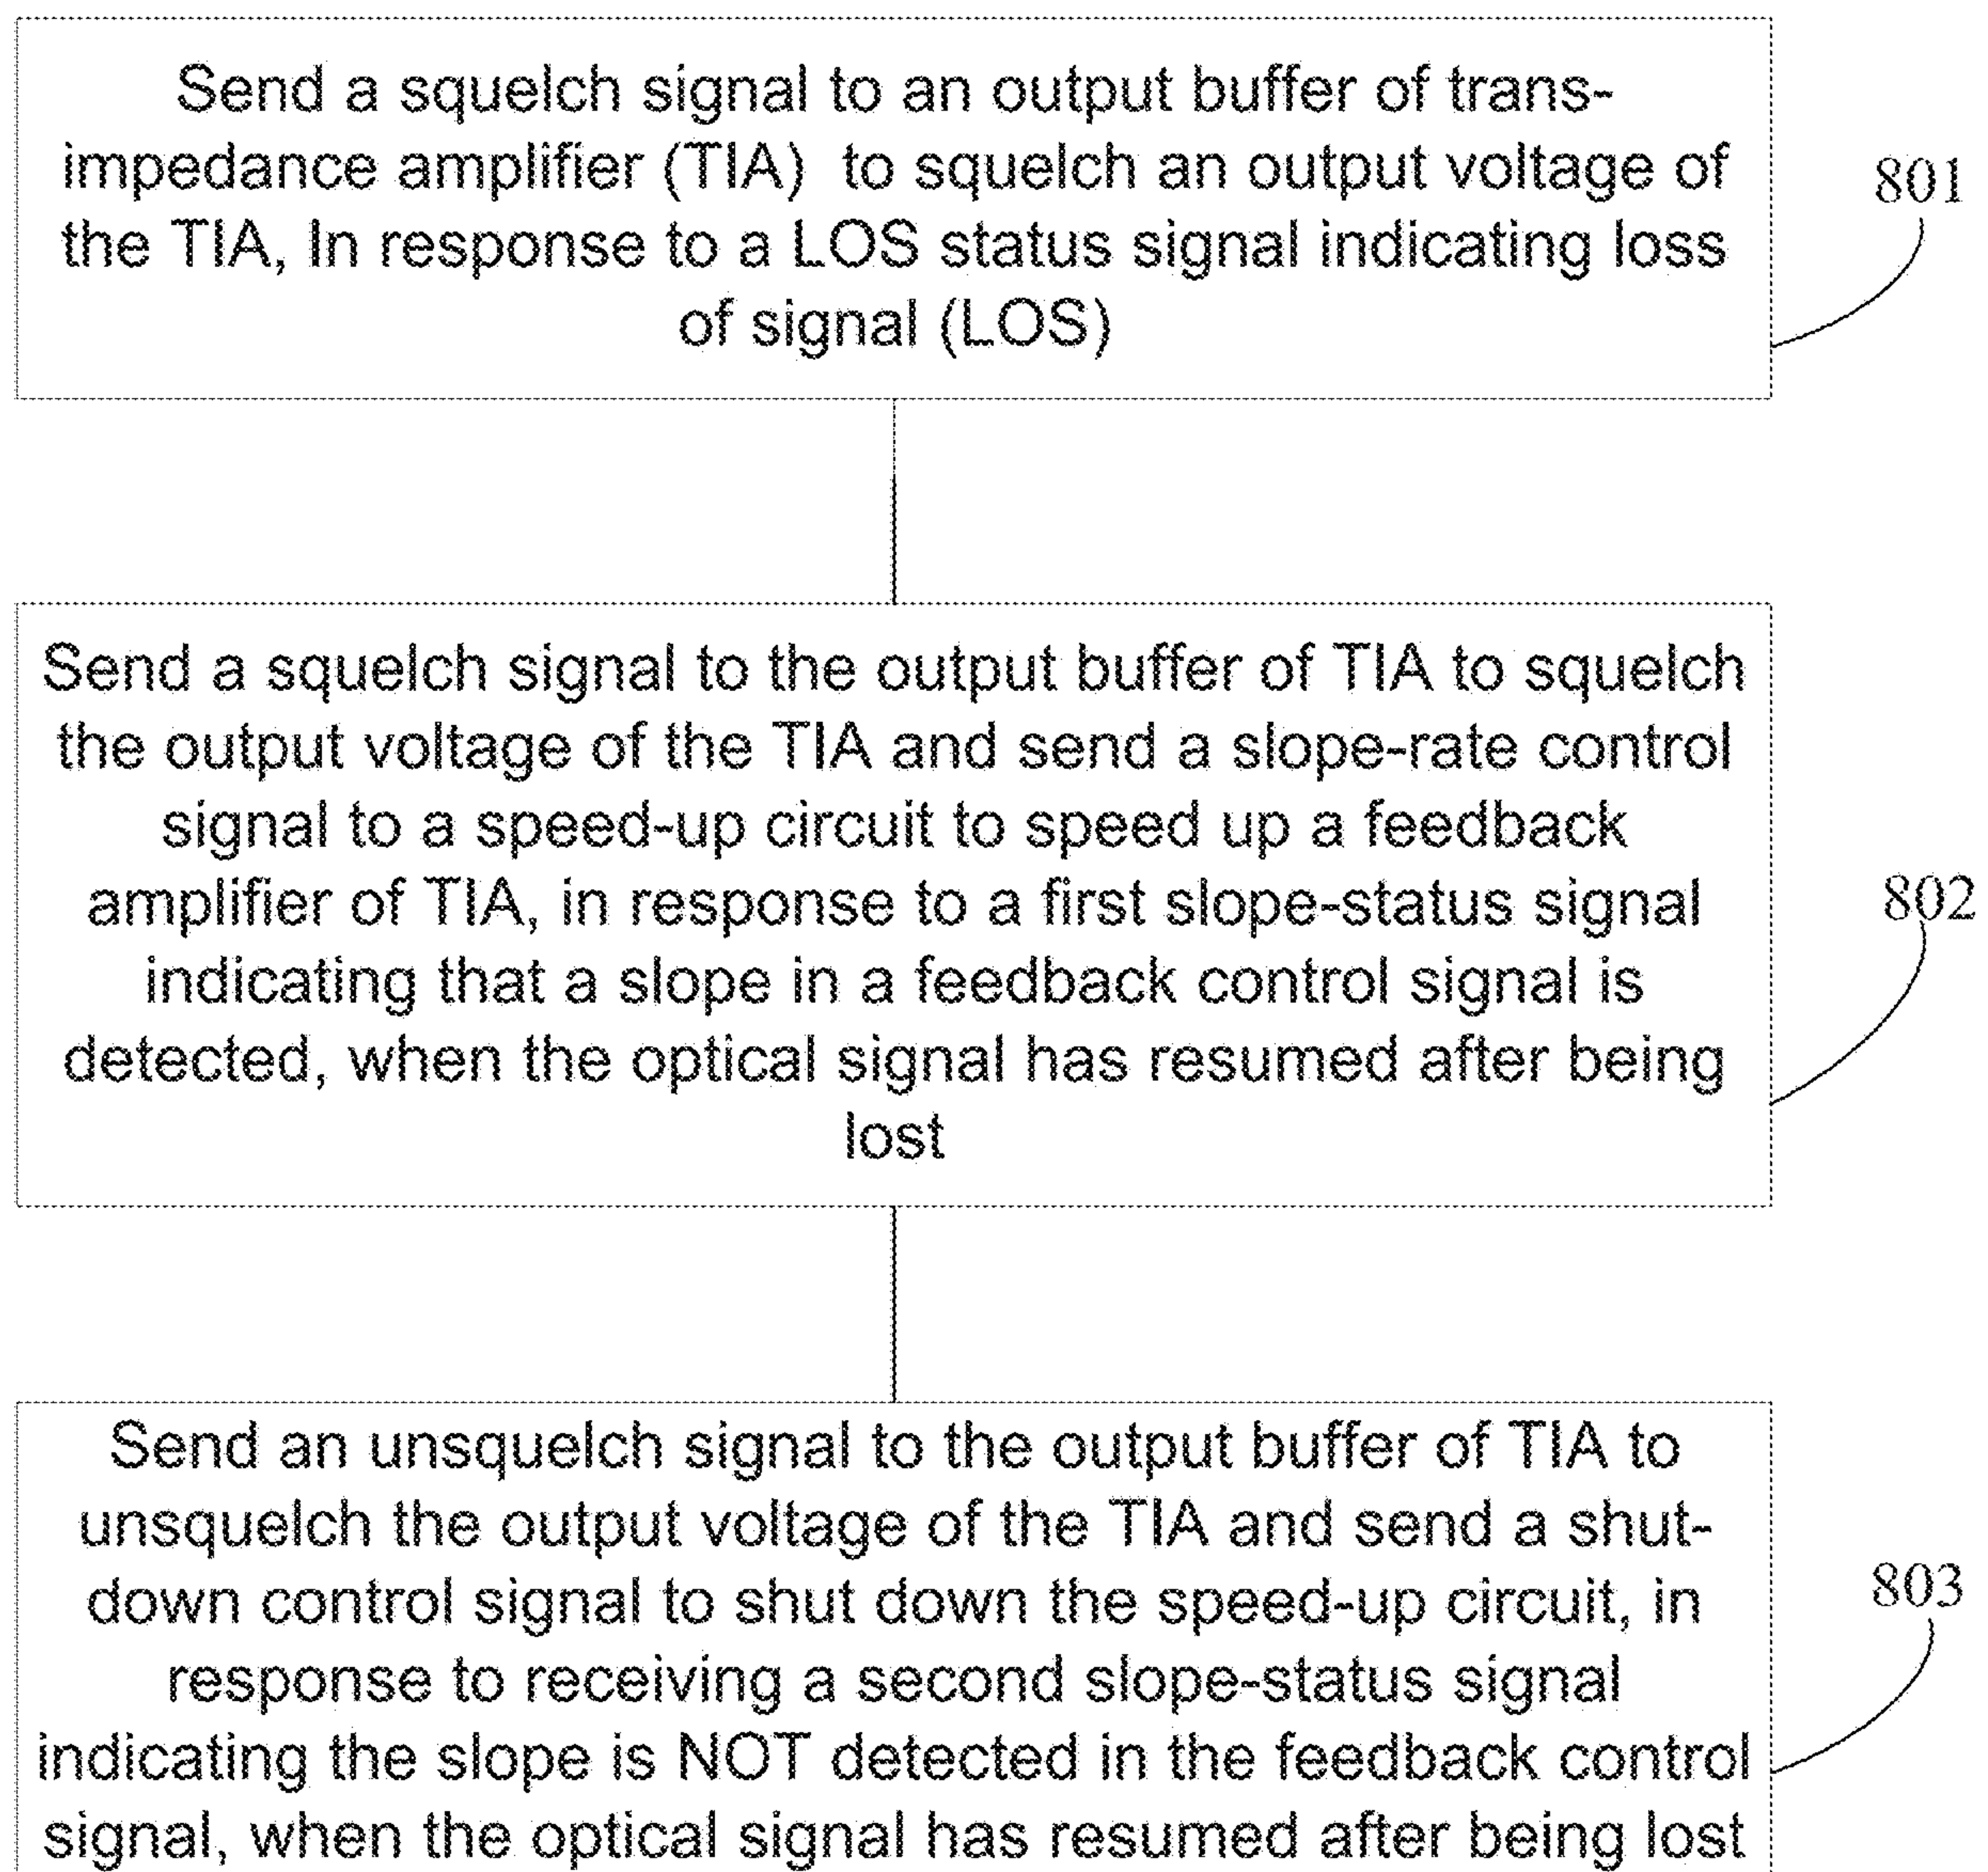 Send a squelch signal to an output buffer of trans-
impedance amplifier (TIA) to squelch an output voltage of
the TIA, In response to a LOS status signal indicating loss
of signal (LOS)
801
Send a squelch signal to the output buffer of TIA to squelch
the output voltage of the TIA and send a slope-rate control
signal to a speed-up circuit to speed up a feedback
amplifier of TIA, in response to a first slope-status signal
indicating that a slope in a feedback control signal is
detected, when the optical signal has resumed after being
lost
802
Send an unsquelch signal to the output buffer of TIA to
unsquelch the output voltage of the TIA and send a shut-
down control signal to shut down the speed-up circuit, in
response to receiving a second slope-status signal
indicating the slope is NOT detected in the feedback control
signal, when the optical signal has resumed after being lost
803